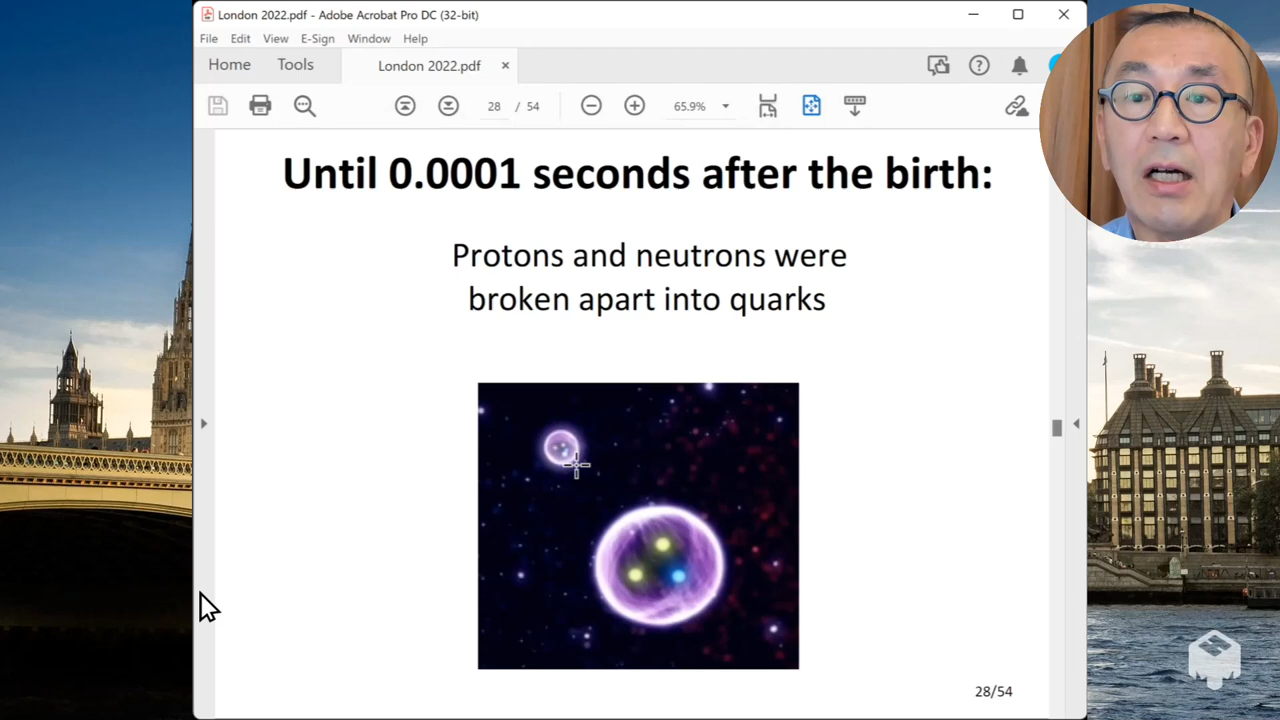 London 2022.pdf - Adobe Acrobat Pro DC (32-bit)
File Edit View E-Sign Window Help
Home Tools London 2022.pdf ×
28 / 54 65.9%
Until 0.0001 seconds after the birth:
Protons and neutrons were
broken apart into quarks
28/54